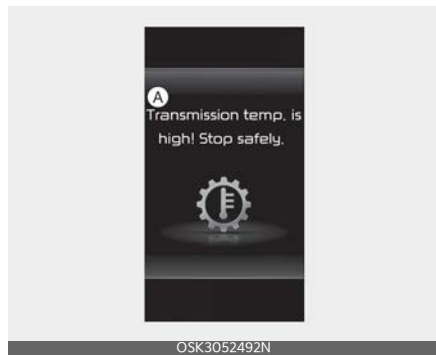 A
Transmission temp. is
high! Stop safely.
OSK3052492N